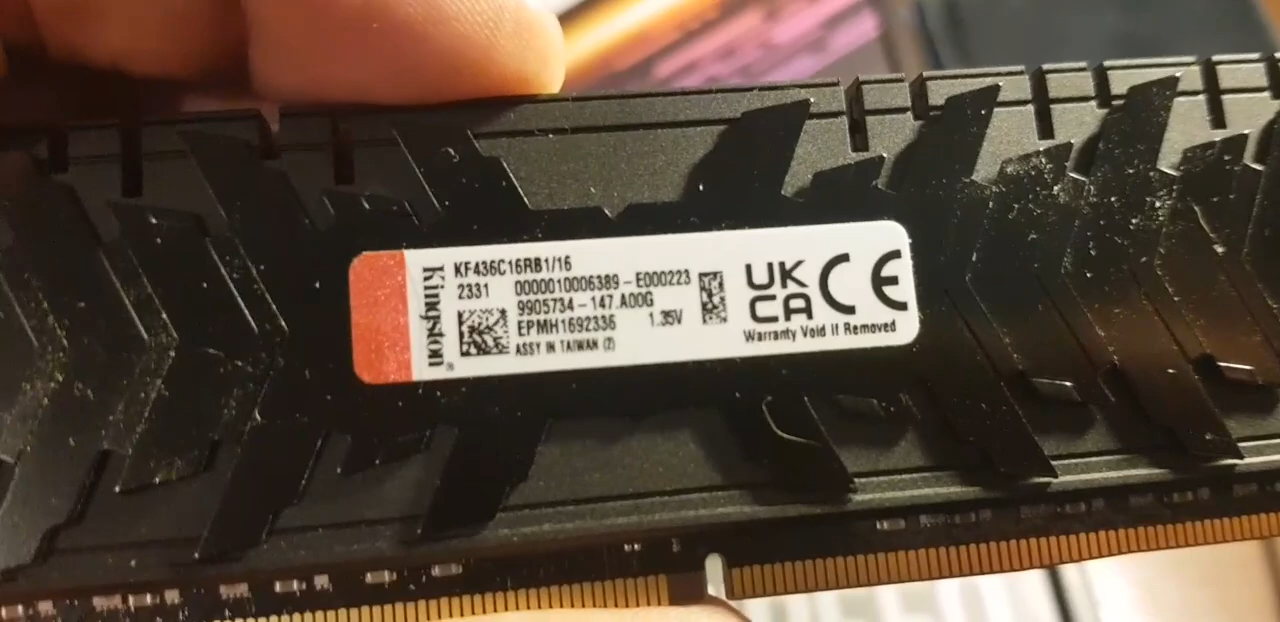 Kingston
KF436C16RB1/16
2331 0000010006389 - E000223
9905734 - 147.A00G
EPMH1692336 1.35V
ASSY IN TAIWAN (2)
UK
CA CE
Warranty Void If Removed